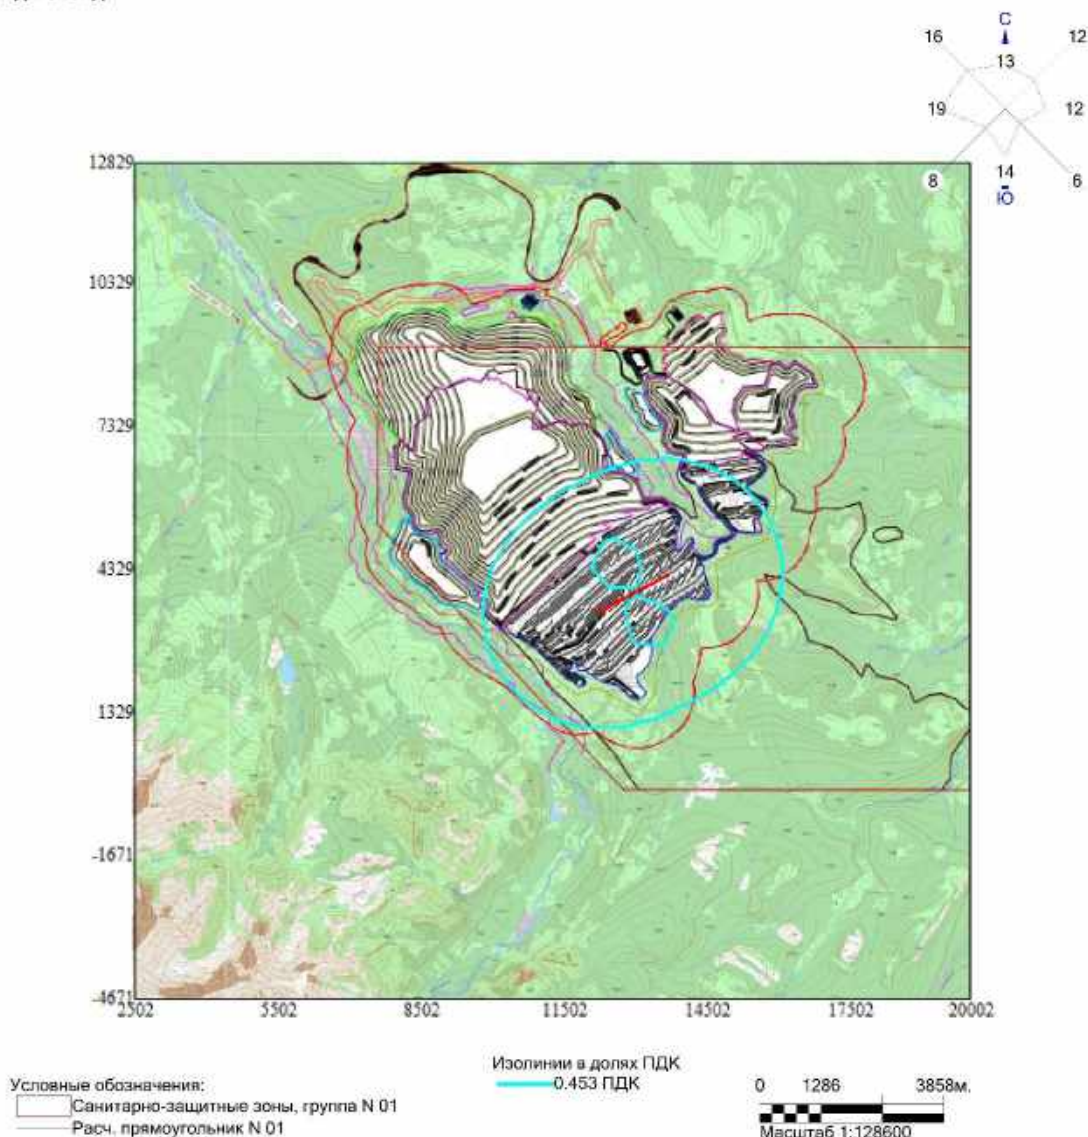 С
16
12
13
19
12
14
8
6
Ю
12829
10329
7329
4329
1329
-1671
-4671
2502
5502
8502
11502
14502
17502
20002
Изолинии в долях ПДК
0.453 ПДК
Условные обозначения:
Санитарно-защитные зоны, группа N 01
Расч. прямоугольник N 01
0 1286 3858м.
Масштаб 1:128600